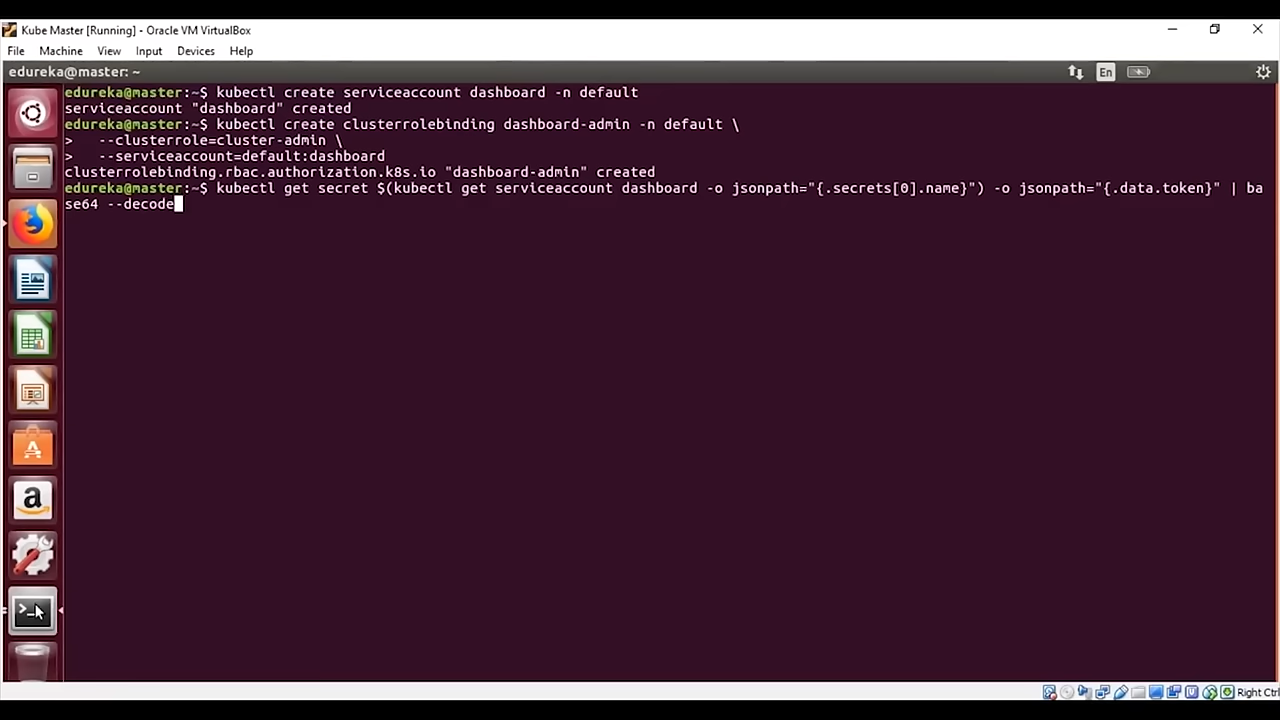 Kube Master [Running] - Oracle VM VirtualBox
File Machine View Input Devices Help
edureka@master: ~
En
edureka@master:~$ kubectl create serviceaccount dashboard -n default
serviceaccount "dashboard" created
edureka@master:~$ kubectl create clusterrolebinding dashboard-admin -n default \
>   --clusterrole=cluster-admin \
>   --serviceaccount=default:dashboard
clusterrolebinding.rbac.authorization.k8s.io "dashboard-admin" created
edureka@master:~$ kubectl get secret $(kubectl get serviceaccount dashboard -o jsonpath="{.secrets[0].name}") -o jsonpath="{.data.token}" | ba
se64 --decode
Right Ctrl